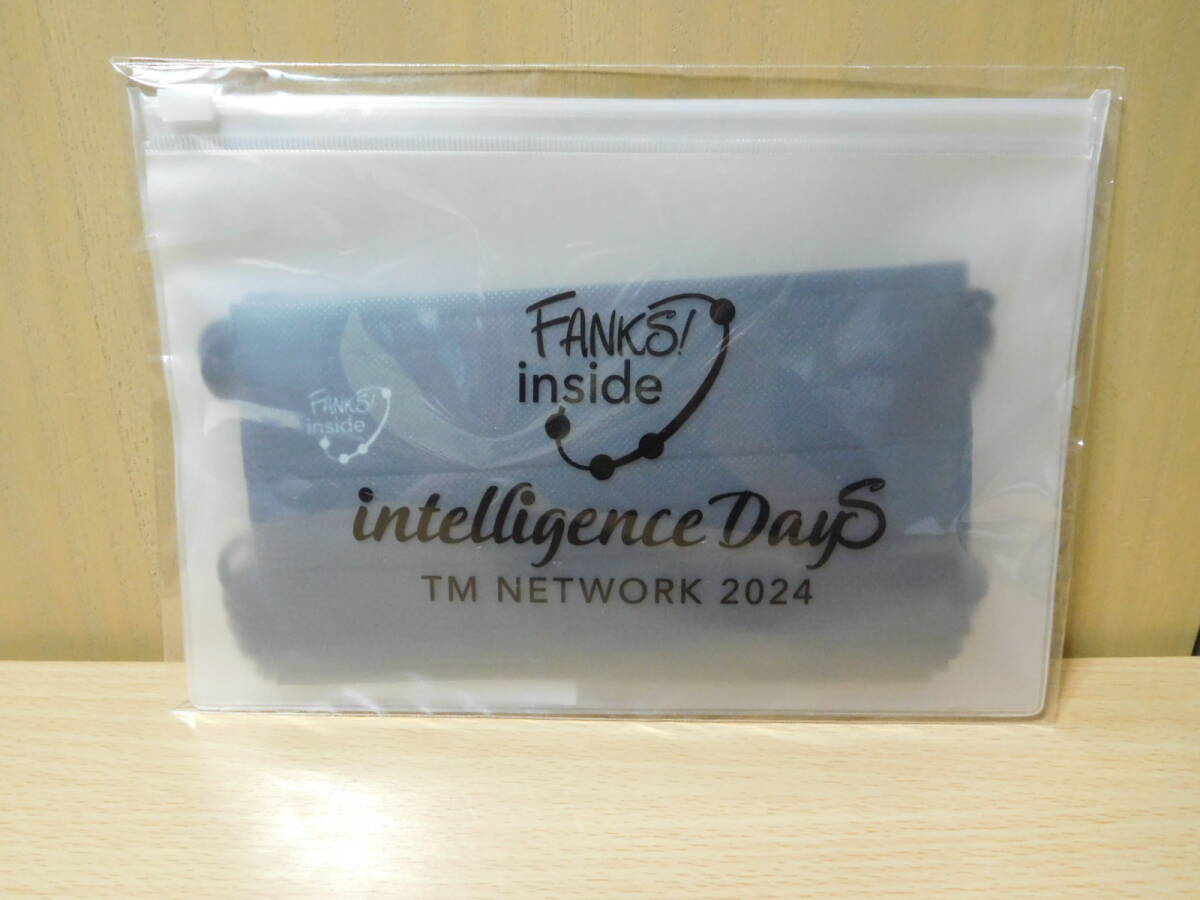 FANKS!
inside
FANKS!
inside
intelligence DayS
TM NETWORK 2024